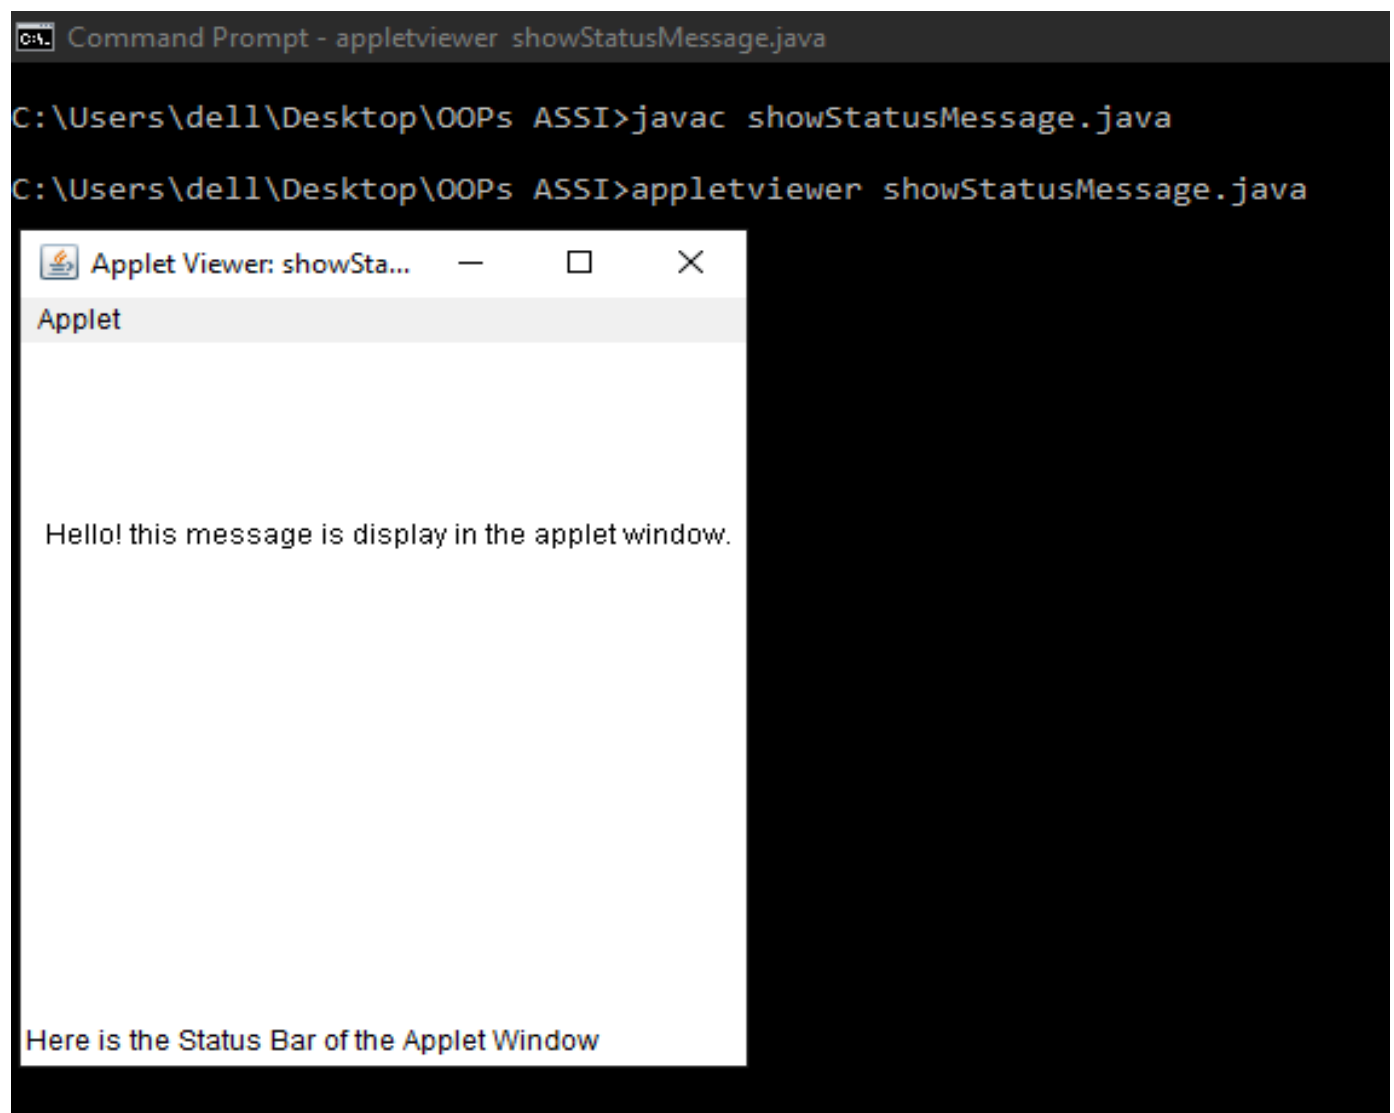 Command Prompt - appletviewer  showStatusMessage.java
C:\Users\dell\Desktop\OOPs ASSI>javac showStatusMessage.java
C:\Users\dell\Desktop\OOPs ASSI>appletviewer showStatusMessage.java
Applet Viewer: showSta...
Applet
Hello! this message is display in the applet window.
Here is the Status Bar of the Applet Window